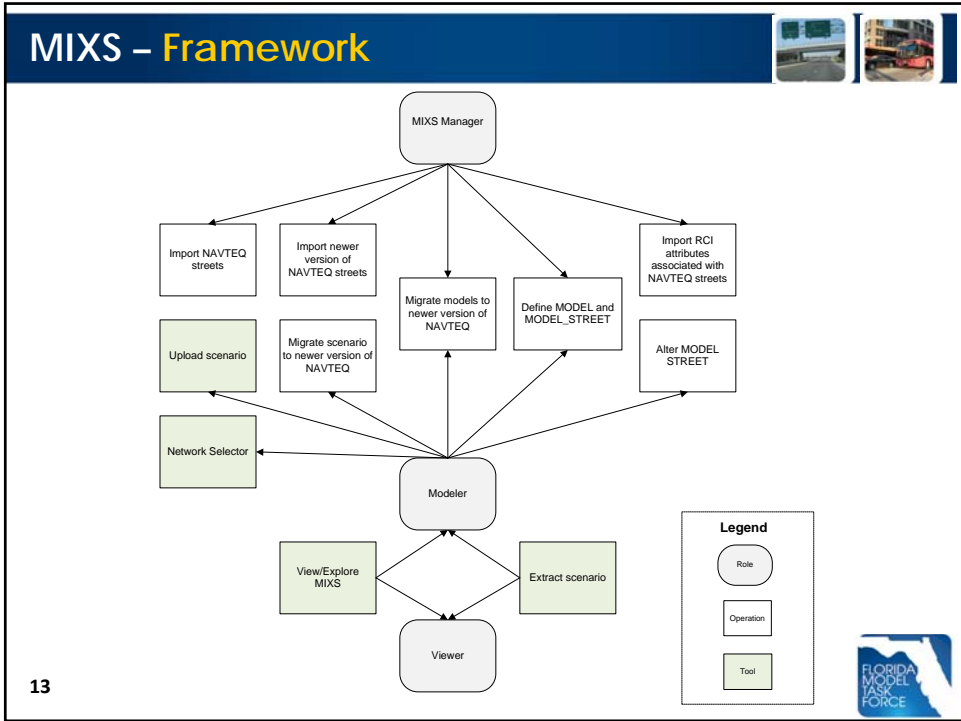 MIXS – Framework
MIXS Manager
Import NAVTEQ
streets
Import newer
version of
NAVTEQ streets
Migrate models to
newer version of
NAVTEQ
Define MODEL and
MODEL_STREET
Import RCI
attributes
associated with
NAVTEQ streets
Upload scenario
Migrate scenario
to newer version of
NAVTEQ
Alter MODEL
STREET
Network Selector
Modeler
View/Explore
MIXS
Extract scenario
Viewer
Legend
Role
Operation
Tool
13
FLORIDA
MODEL
TASK
FORCE